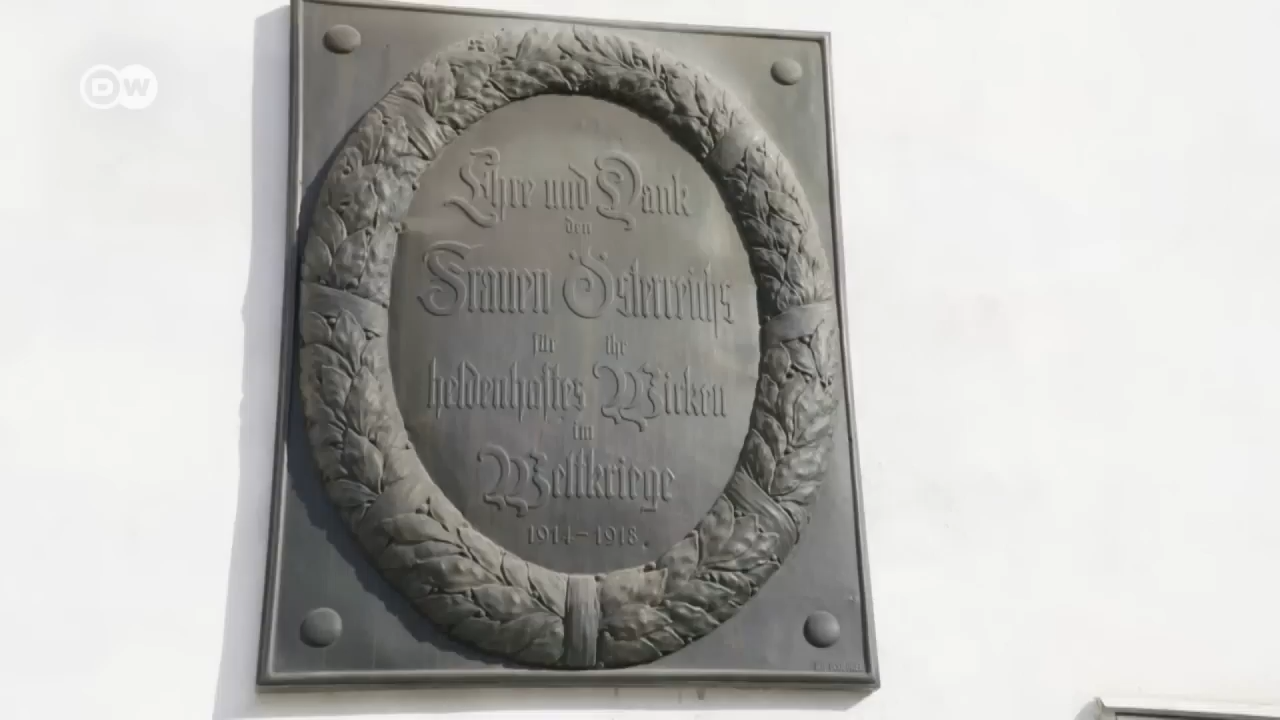 DW
Ehre und Dank
den
Frauen Österreichs
für ihr
heldenhaftes Wirken
im
Weltkriege
1914–1918.